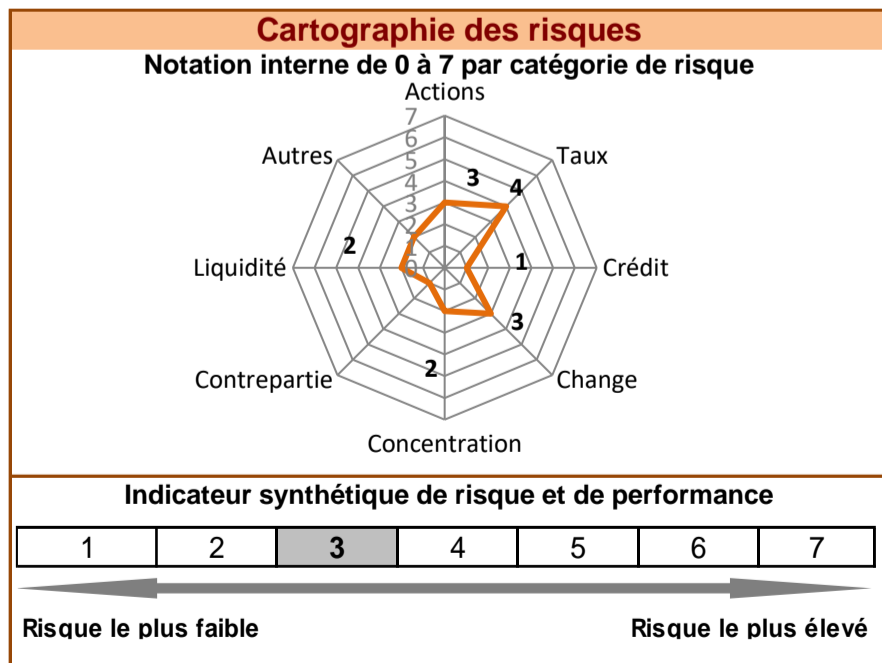 Cartographie des risques
Notation interne de 0 à 7 par catégorie de risque
Actions
7
6
Autres
Taux
5
4
3
4
3
2
2
1
1
Liquidité
0
Crédit
3
2
Contrepartie
Change
Concentration
Indicateur synthétique de risque et de performance
1 2 3 4 5 6 7
Risque le plus faible Risque le plus élevé